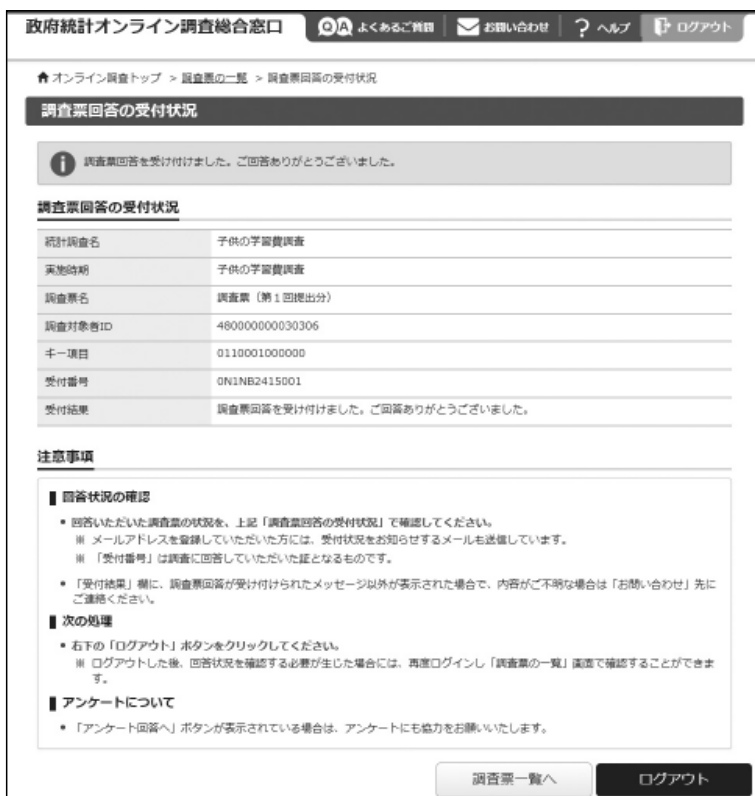 政府統計オンライン調査総合窓口
Q A よくあるご質問
お問い合わせ
? ヘルプ
ログアウト
オンライン調査トップ > 調査票の一覧 > 調査票回答の受付状況
調査票回答の受付状況
調査票回答を受け付けました。ご回答ありがとうございました。
調査票回答の受付状況
統計調査名 子供の学習費調査
実施時期 子供の学習費調査
調査票名 調査票（第１回提出分）
調査対象者ID 480000000030306
キー項目 0110001000000
受付番号 0N1NB2415001
受付結果 調査票回答を受け付けました。ご回答ありがとうございました。
注意事項
回答状況の確認
• 回答いただいた調査票の状況を、上記「調査票回答の受付状況」で確認してください。
※ メールアドレスを登録していただいた方には、受付状況をお知らせするメールも送信しています。
※ 「受付番号」は調査に回答していただいた証となるものです。
• 「受付結果」欄に、調査票回答が受け付けられたメッセージ以外が表示された場合で、内容がご不明な場合は「お問い合わせ」先に
ご連絡ください。
次の処理
• 右下の「ログアウト」ボタンをクリックしてください。
※ ログアウトした後、回答状況を確認する必要が生じた場合には、再度ログインし「調査票の一覧」画面で確認することができま
す。
アンケートについて
• 「アンケート回答へ」ボタンが表示されている場合は、アンケートにも協力をお願いいたします。
調査票一覧へ
ログアウト